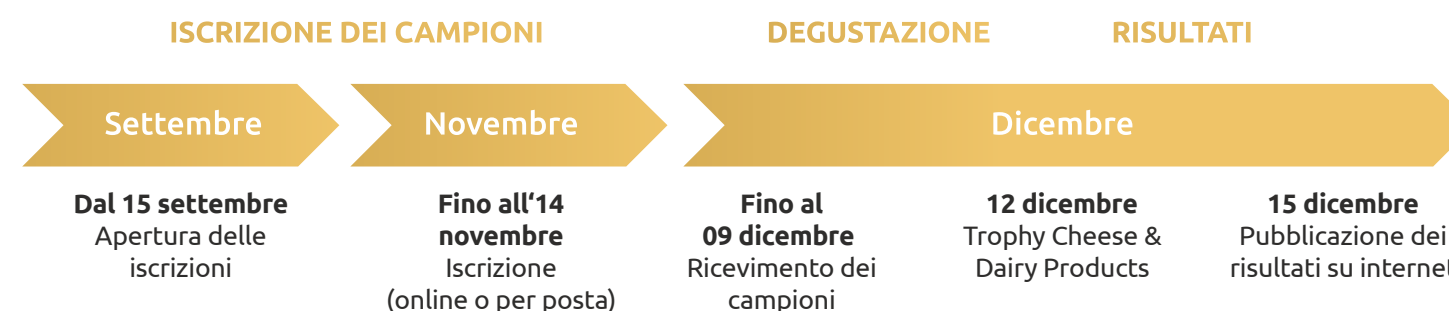 ISCRIZIONE DEI CAMPIONI
DEGUSTAZIONE
RISULTATI
Settembre
Novembre
Dicembre
Dal 15 settembre
Apertura delle
iscrizioni
Fino all‘14
novembre
Iscrizione
(online o per posta)
Fino al
09 dicembre
Ricevimento dei
campioni
12 dicembre
Trophy Cheese &
Dairy Products
15 dicembre
Pubblicazione dei
risultati su internet